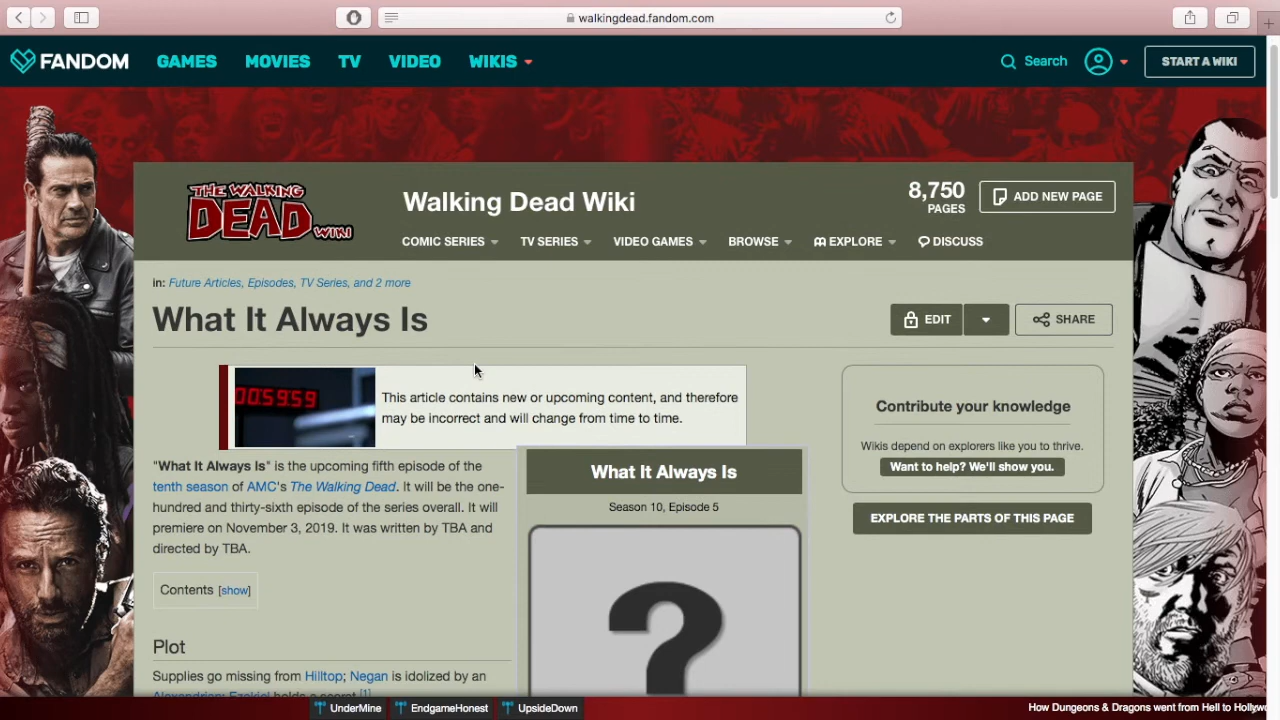 walkingdead.fandom.com
FANDOM GAMES MOVIES TV VIDEO WIKIS Search START A WIKI
THE WALKING DEAD WIKI
Walking Dead Wiki
8,750 PAGES
ADD NEW PAGE
COMIC SERIES TV SERIES VIDEO GAMES BROWSE EXPLORE DISCUSS
in: Future Articles, Episodes, TV Series, and 2 more
What It Always Is
EDIT SHARE
00:59:59
This article contains new or upcoming content, and therefore
may be incorrect and will change from time to time.
"What It Always Is" is the upcoming fifth episode of the
tenth season of AMC's The Walking Dead. It will be the one-
hundred and thirty-sixth episode of the series overall. It will
premiere on November 3, 2019. It was written by TBA and
directed by TBA.
Contents [show]
Plot
Supplies go missing from Hilltop; Negan is idolized by an
Alexandrian; Ezekiel holds a secret.[1]
What It Always Is
Season 10, Episode 5
?
Contribute your knowledge
Wikis depend on explorers like you to thrive.
Want to help? We'll show you.
EXPLORE THE PARTS OF THIS PAGE
UnderMine EndgameHonest UpsideDown
How Dungeons & Dragons went from Hell to Hollywo